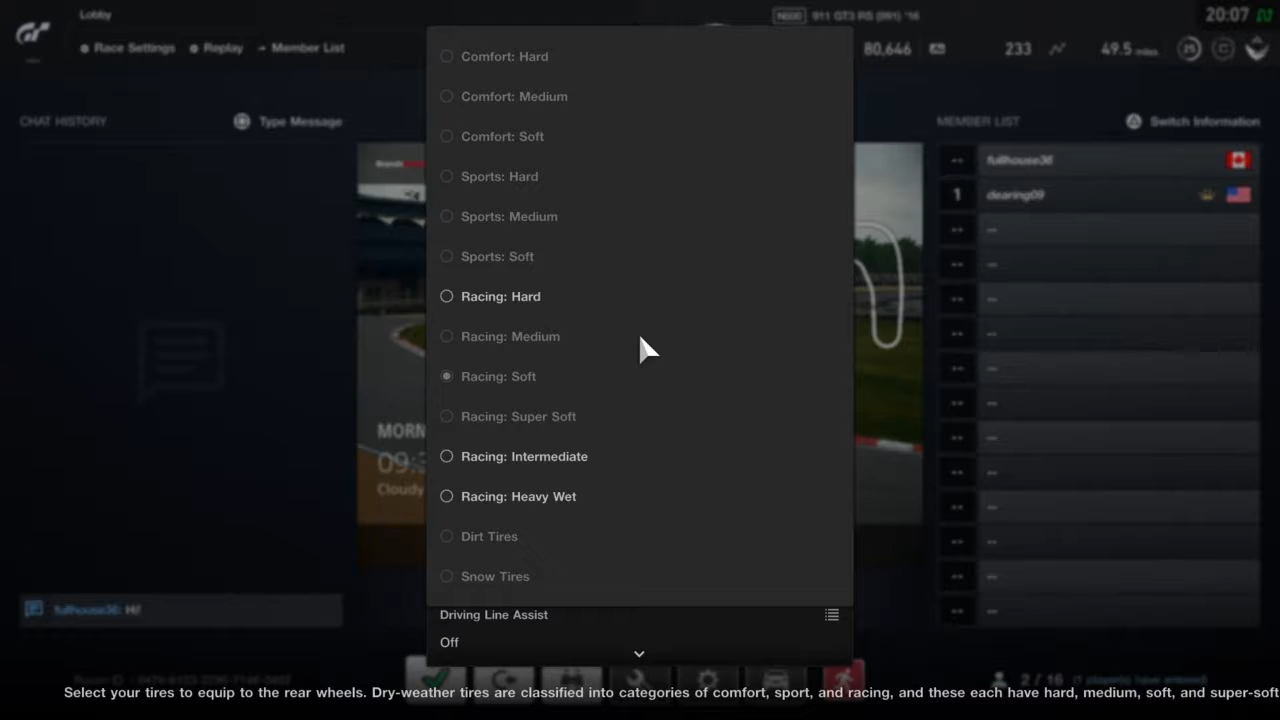 Lobby
N500 911 GT3 RS (991) '16
20:07
Race Settings Replay Member List
80,646 233 49.5
CHAT HISTORY Type Message
MEMBER LIST Switch Information
Comfort: Hard
Comfort: Medium
Comfort: Soft
Sports: Hard
Sports: Medium
Sports: Soft
Racing: Hard
Racing: Medium
Racing: Soft
Racing: Super Soft
Racing: Intermediate
Racing: Heavy Wet
Dirt Tires
Snow Tires
-- fullhouse36
1 dearing09
MORN
09:
Cloudy
fullhouse36: Hi!
Driving Line Assist
Off
2 / 16
Select your tires to equip to the rear wheels. Dry-weather tires are classified into categories of comfort, sport, and racing, and these each have hard, medium, soft, and super-soft